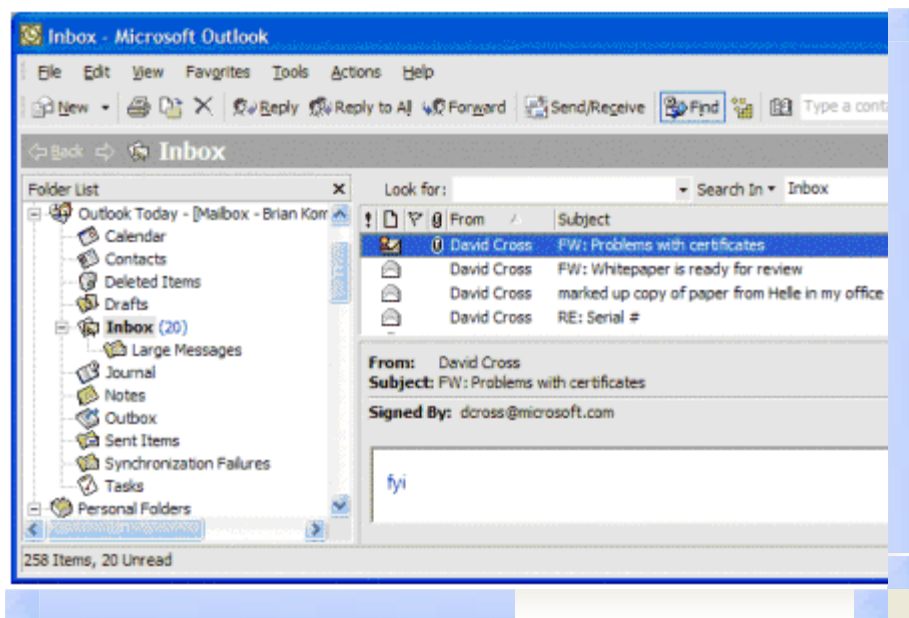 Inbox - Microsoft Outlook
File Edit View Favorites Tools Actions Help
New Reply Reply to All Forward Send/Receive Find Type a conta
Back Inbox
Folder List
Look for: Search In Inbox
Outlook Today - [Mailbox - Brian Kom
From Subject
Calendar
David Cross FW: Problems with certificates
Contacts
David Cross FW: Whitepaper is ready for review
Deleted Items
David Cross marked up copy of paper from Helle in my office
Drafts
David Cross RE: Serial #
Inbox (20)
Large Messages
Journal
Notes
Outbox
Sent Items
Synchronization Failures
Tasks
Personal Folders
From: David Cross
Subject: FW: Problems with certificates
Signed By: dcross@microsoft.com
fyi
258 Items, 20 Unread